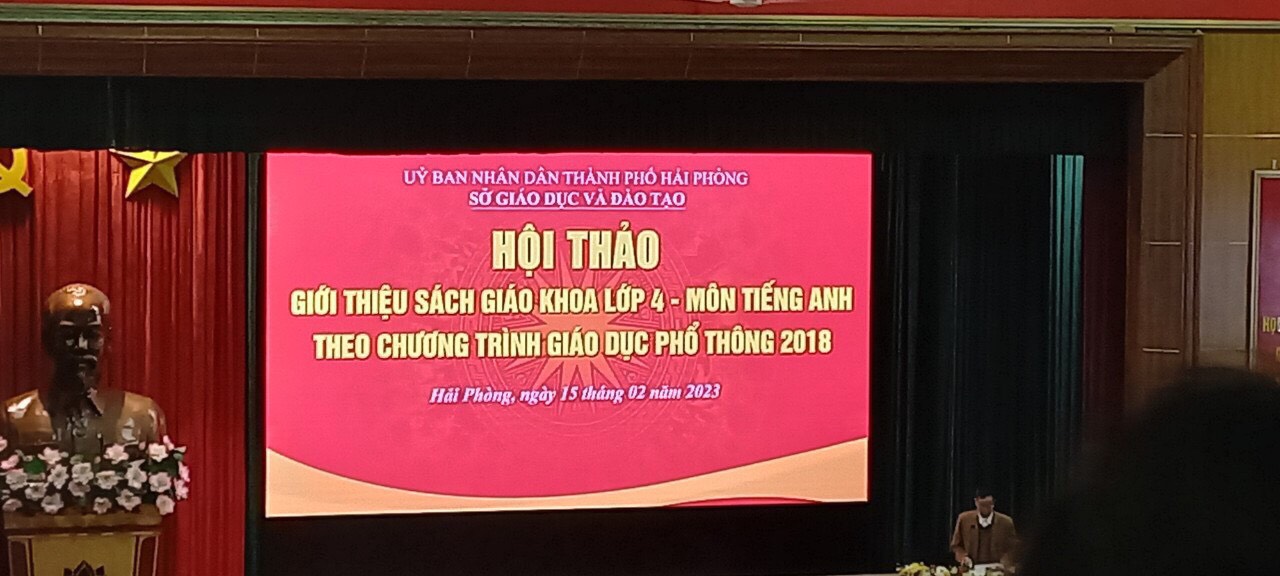 UỶ BAN NHÂN DÂN THÀNH PHỐ HẢI PHÒNG
SỞ GIÁO DỤC VÀ ĐÀO TẠO
HỘI THẢO
GIỚI THIỆU SÁCH GIÁO KHOA LỚP 4 - MÔN TIẾNG ANH
THEO CHƯƠNG TRÌNH GIÁO DỤC PHỔ THÔNG 2018
Hải Phòng, ngày 15 tháng 02 năm 2023